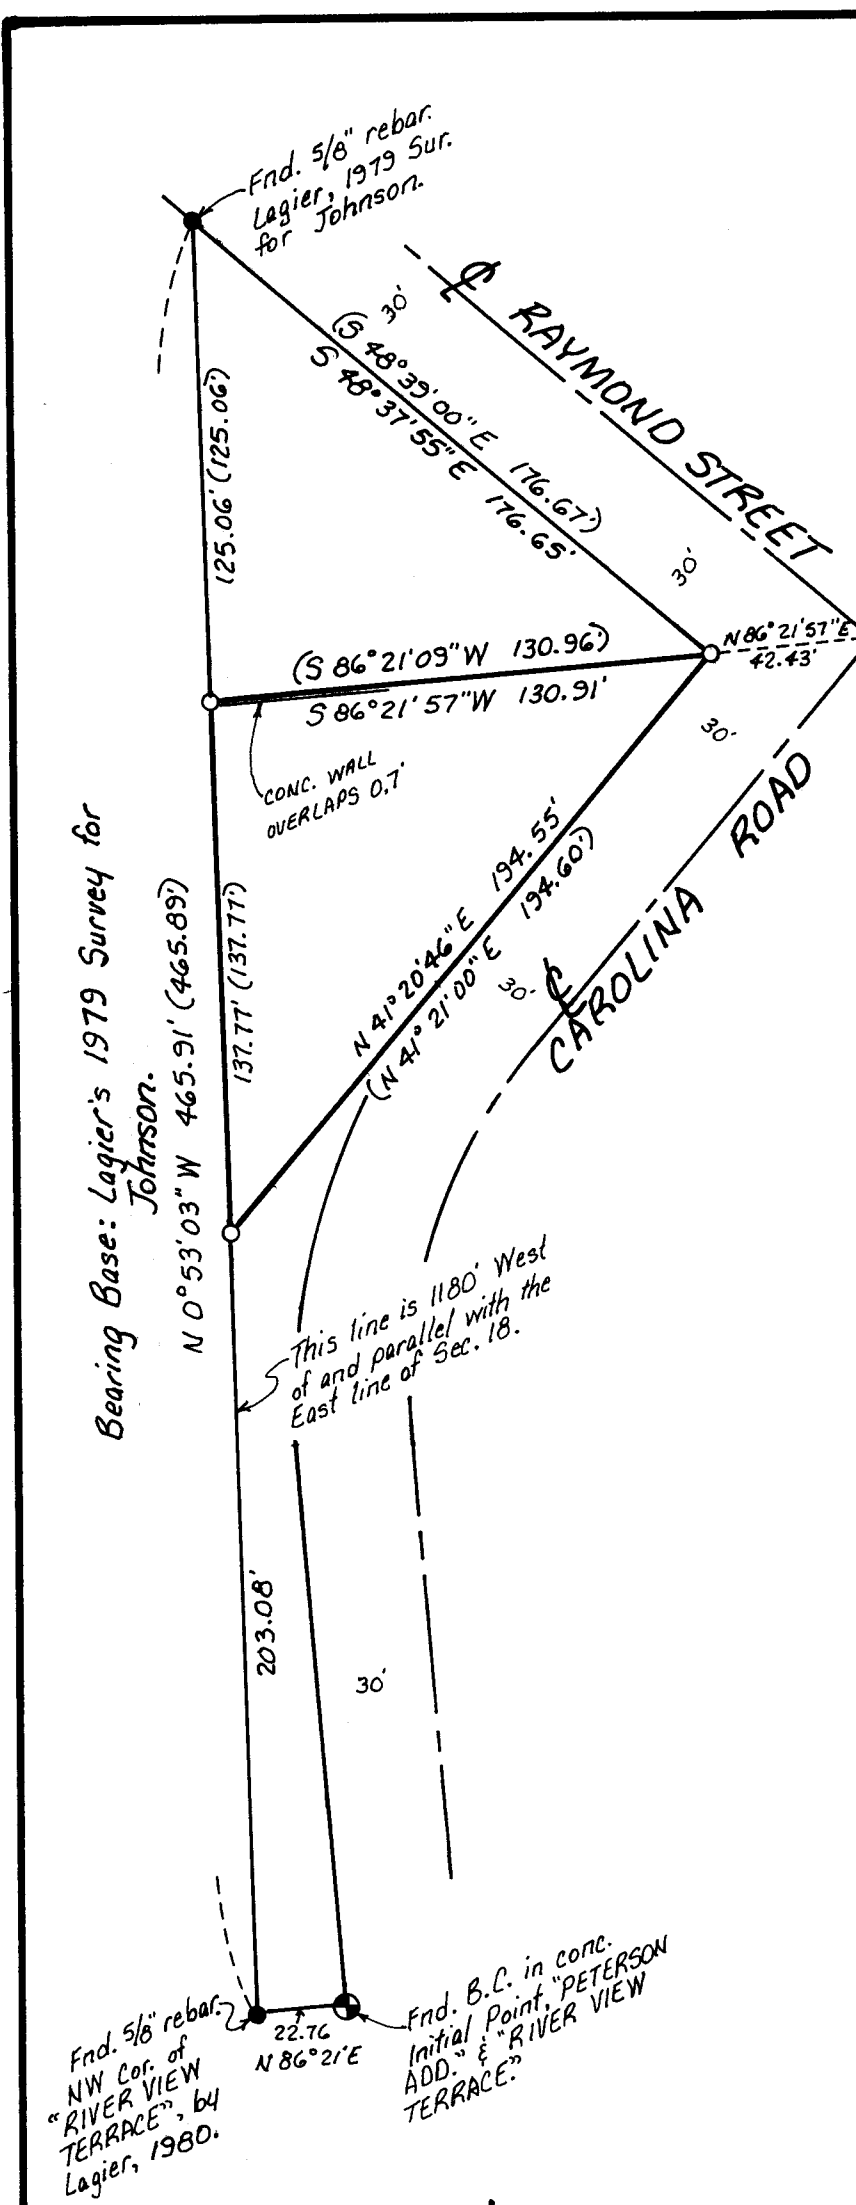 Fnd. 5/8" rebar.
Lagier, 1979 Sur.
for Johnson.
30'
℄ RAYMOND STREET
(S 48°39'00"E 176.67')
S 48°37'55"E 176.65'
125.06' (125.06')
30'
N 86°21'57"E
42.43'
(S 86°21'09"W 130.96')
S 86°21'57"W 130.91'
30'
CONC. WALL
OVERLAPS 0.7'
℄ CAROLINA ROAD
N 41°20'46"E 194.55'
(N 41°21'00"E 194.60')
30'
Bearing Base: Lagier's 1979 Survey for
Johnson.
N 0°53'03"W 465.91' (465.89')
137.77' (137.77')
This line is 1180' West
of and parallel with the
East line of Sec. 18.
203.08'
30'
Fnd. 5/8" rebar.
NW Cor. of
"RIVER VIEW
TERRACE", by
Lagier, 1980.
22.76
N 86°21'E
Fnd. B.C. in conc.
Initial Point, "PETERSON
ADD." & "RIVER VIEW
TERRACE."